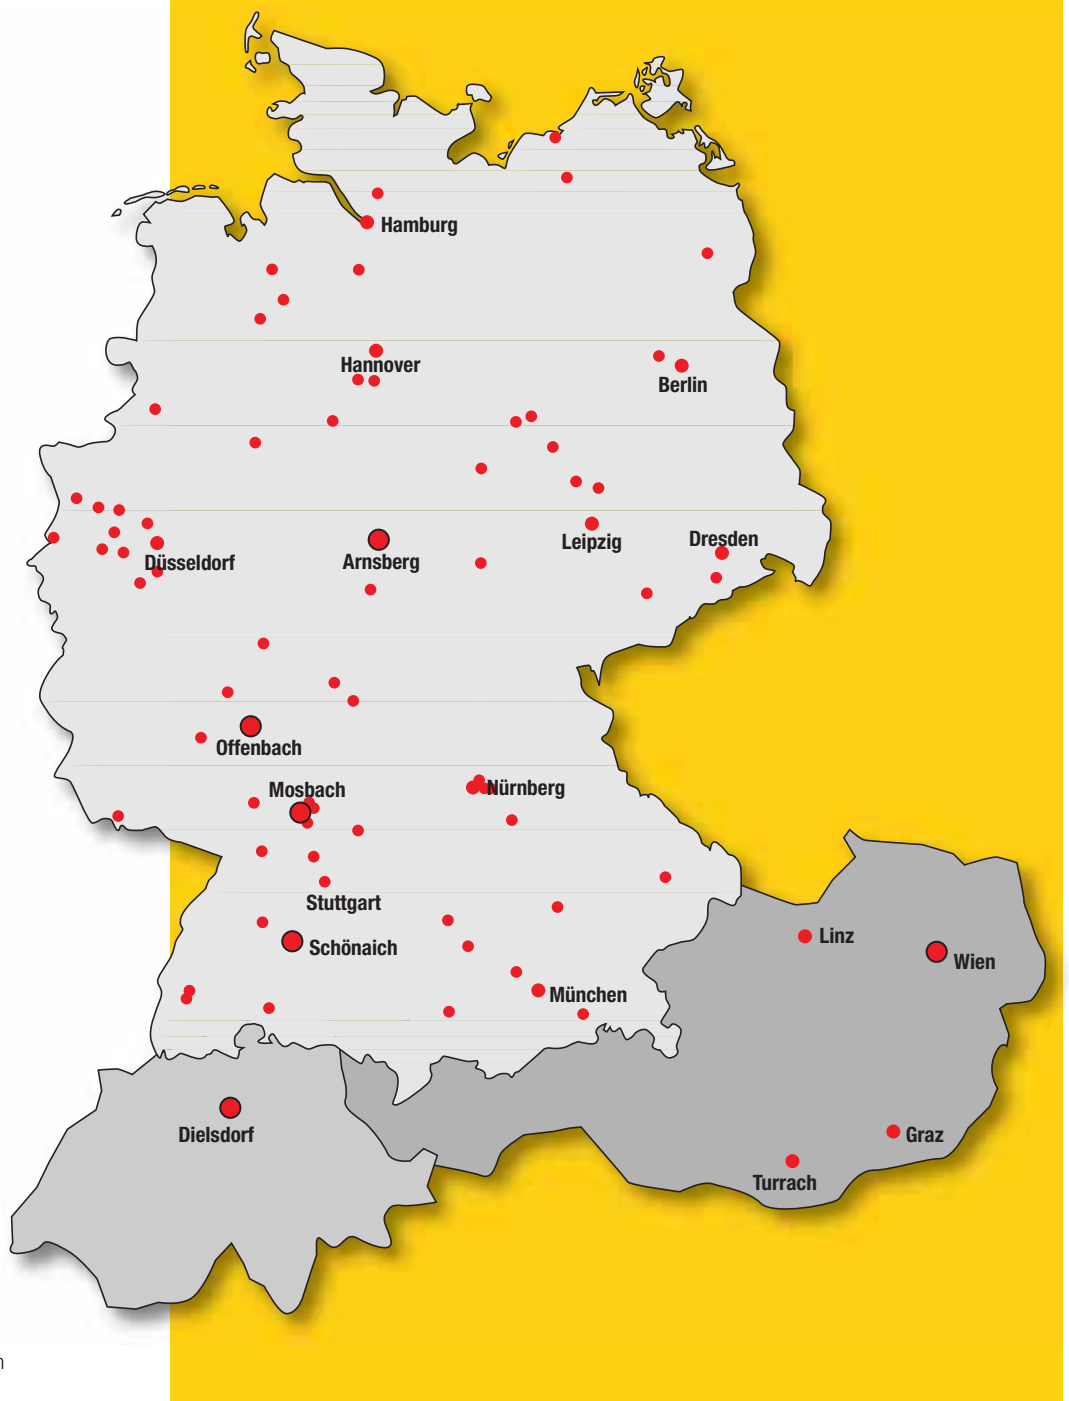 Hamburg
Hannover
Berlin
Leipzig
Dresden
Düsseldorf
Arnsberg
Offenbach
Mosbach
Nürnberg
Stuttgart
Schönaich
Linz
Wien
München
Dielsdorf
Graz
Turrach